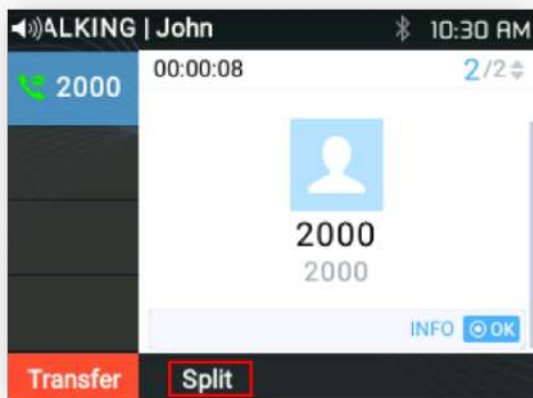 ALKING | John 10:30 AM
2000 00:00:08 2/2
2000
2000
INFO OK
Transfer Split